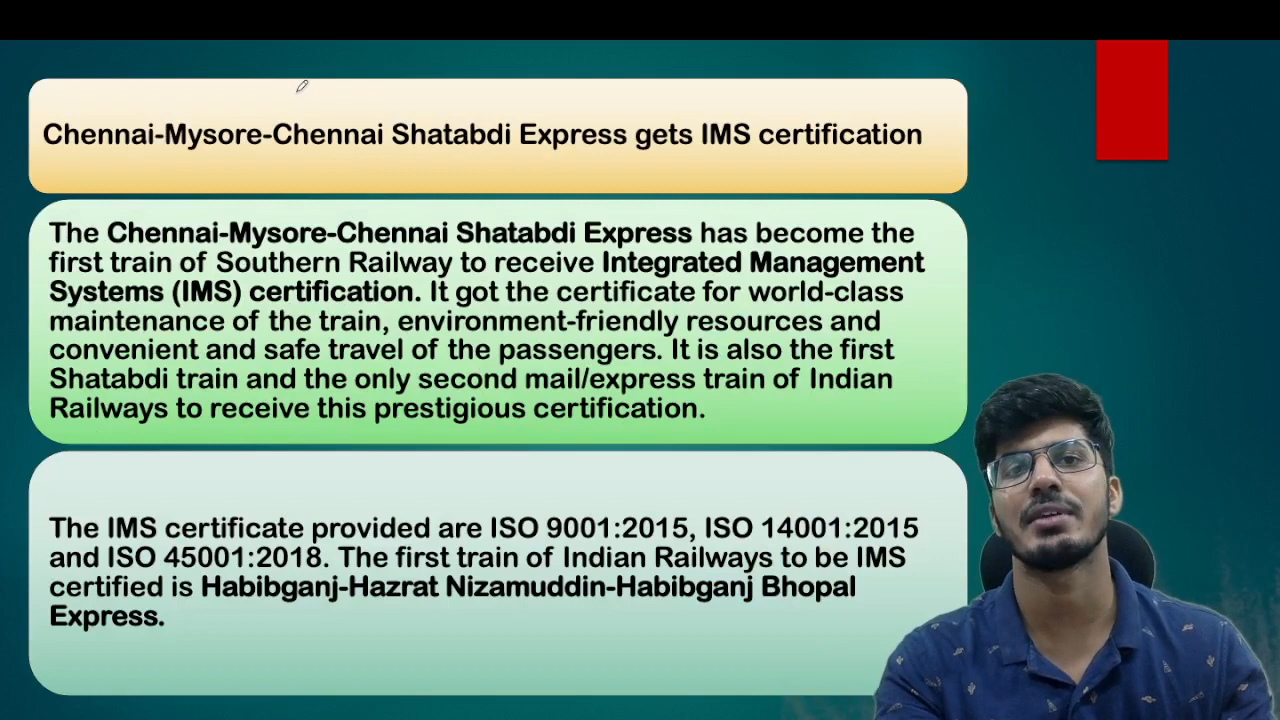 Chennai-Mysore-Chennai Shatabdi Express gets IMS certification
The Chennai-Mysore-Chennai Shatabdi Express has become the
first train of Southern Railway to receive Integrated Management
Systems (IMS) certification. It got the certificate for world-class
maintenance of the train, environment-friendly resources and
convenient and safe travel of the passengers. It is also the first
Shatabdi train and the only second mail/express train of Indian
Railways to receive this prestigious certification.
The IMS certificate provided are ISO 9001:2015, ISO 14001:2015
and ISO 45001:2018. The first train of Indian Railways to be IMS
certified is Habibganj-Hazrat Nizamuddin-Habibganj Bhopal
Express.